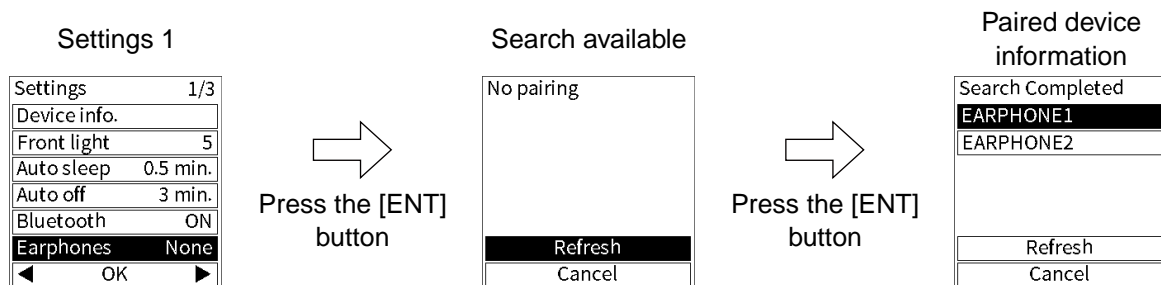 Settings 1
Settings 1/3
Device info.
Front light 5
Auto sleep 0.5 min.
Auto off 3 min.
Bluetooth ON
Earphones None
◀ OK ▶
Press the [ENT]
button
Search available
No pairing
Refresh
Cancel
Press the [ENT]
button
Paired device
information
Search Completed
EARPHONE1
EARPHONE2
Refresh
Cancel